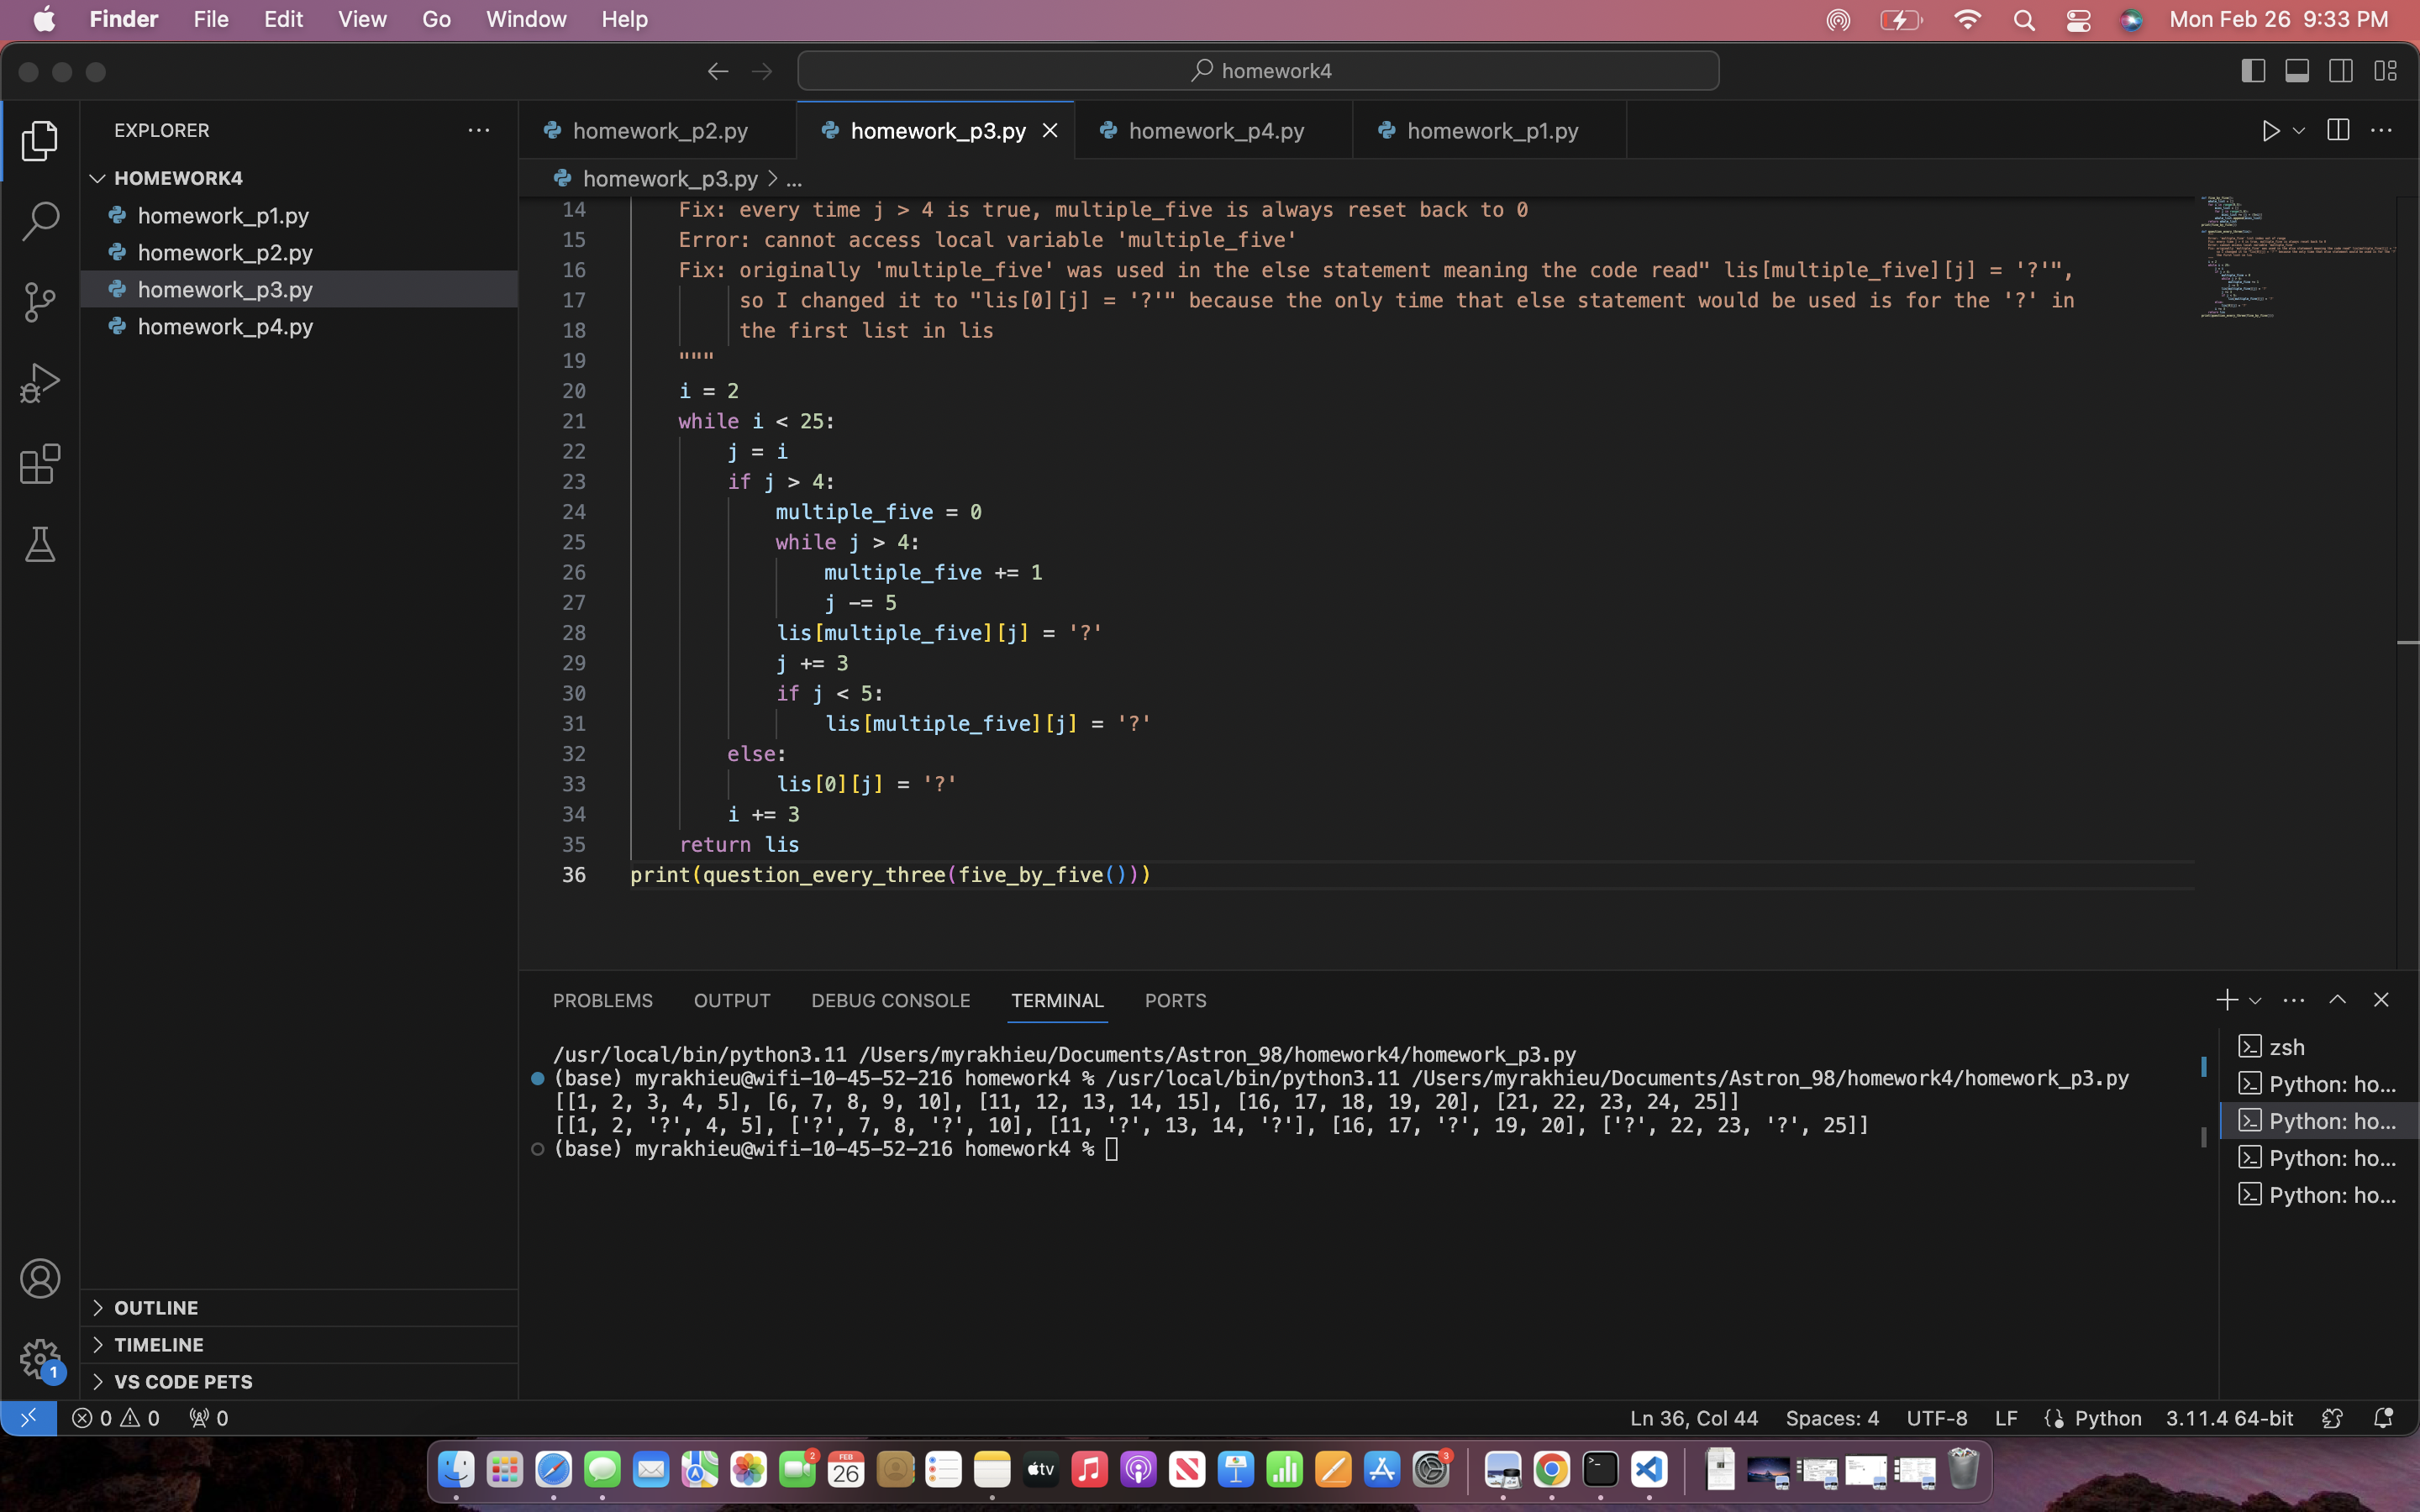 Finder File Edit View Go Window Help Mon Feb 26 9:33 PM
homework4
EXPLORER
HOMEWORK4
homework_p1.py
homework_p2.py
homework_p3.py
homework_p4.py
OUTLINE
TIMELINE
VS CODE PETS
1
homework_p2.py homework_p3.py homework_p4.py homework_p1.py
homework_p3.py > ...
14 Fix: every time j > 4 is true, multiple_five is always reset back to 0
15 Error: cannot access local variable 'multiple_five'
16 Fix: originally 'multiple_five' was used in the else statement meaning the code read" lis[multiple_five][j] = '?'",
17 so I changed it to "lis[0][j] = '?'" because the only time that else statement would be used is for the '?' in
18 the first list in lis
19 """
20 i = 2
21 while i < 25:
22 j = i
23 if j > 4:
24 multiple_five = 0
25 while j > 4:
26 multiple_five += 1
27 j -= 5
28 lis[multiple_five][j] = '?'
29 j += 3
30 if j < 5:
31 lis[multiple_five][j] = '?'
32 else:
33 lis[0][j] = '?'
34 i += 3
35 return lis
36 print(question_every_three(five_by_five()))
PROBLEMS OUTPUT DEBUG CONSOLE TERMINAL PORTS
/usr/local/bin/python3.11 /Users/myrakhieu/Documents/Astron_98/homework4/homework_p3.py
(base) myrakhieu@wifi-10-45-52-216 homework4 % /usr/local/bin/python3.11 /Users/myrakhieu/Documents/Astron_98/homework4/homework_p3.py
[[1, 2, 3, 4, 5], [6, 7, 8, 9, 10], [11, 12, 13, 14, 15], [16, 17, 18, 19, 20], [21, 22, 23, 24, 25]]
[[1, 2, '?', 4, 5], ['?', 7, 8, '?', 10], [11, '?', 13, 14, '?'], [16, 17, '?', 19, 20], ['?', 22, 23, '?', 25]]
(base) myrakhieu@wifi-10-45-52-216 homework4 %
zsh
Python: ho...
Python: ho...
Python: ho...
Python: ho...
0 0 0 Ln 36, Col 44 Spaces: 4 UTF-8 LF Python 3.11.4 64-bit
2 FEB 26 tv 3